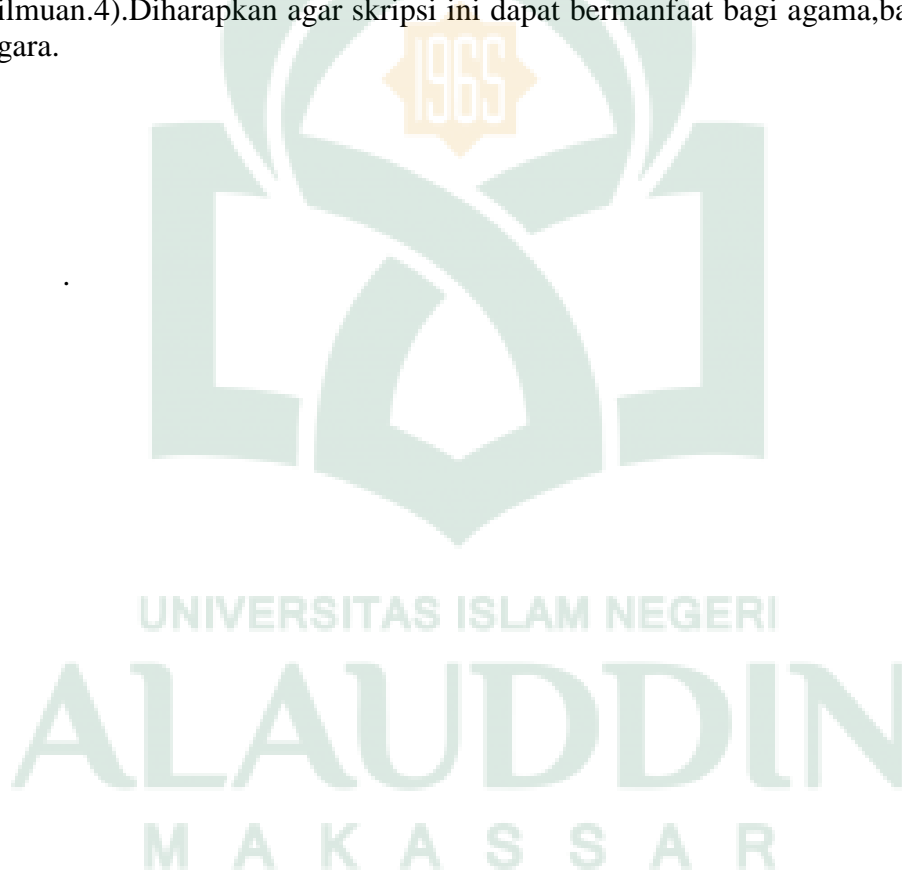 ilmuan.4).Diharapkan agar skripsi ini dapat bermanfaat bagi agama,ba
gara.
1965
.
UNIVERSITAS ISLAM NEGERI
ALAUDDIN
M A K A S S A R